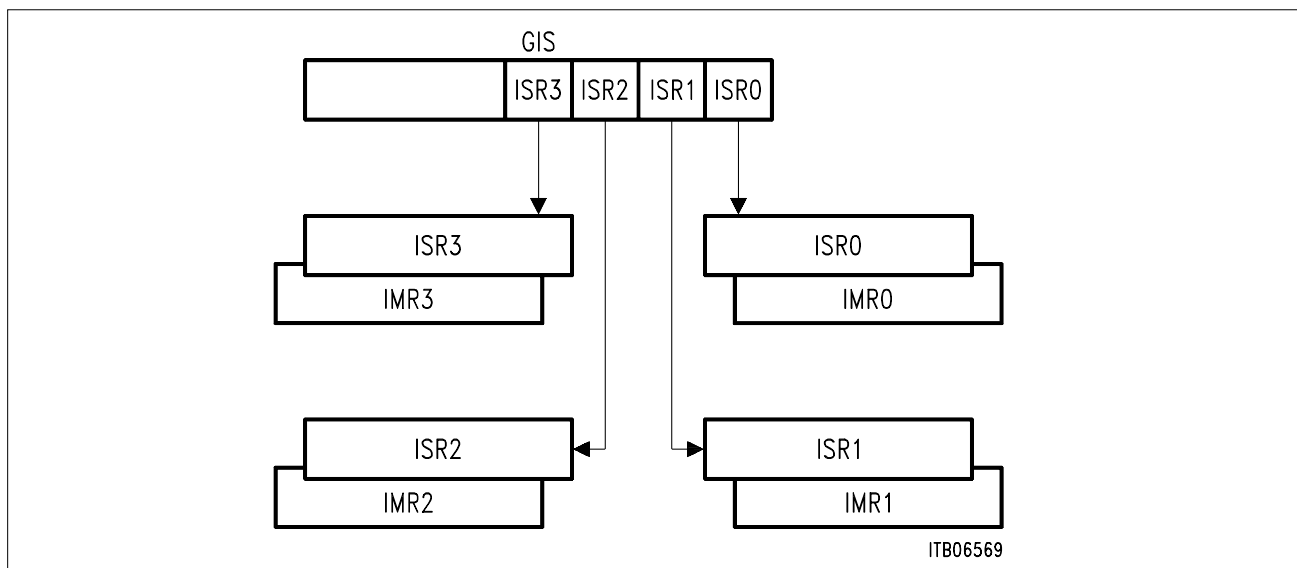 GIS
ISR3 ISR2 ISR1 ISR0
ISR3
ISR0
IMR3
IMR0
ISR2
ISR1
IMR2
IMR1
ITB06569